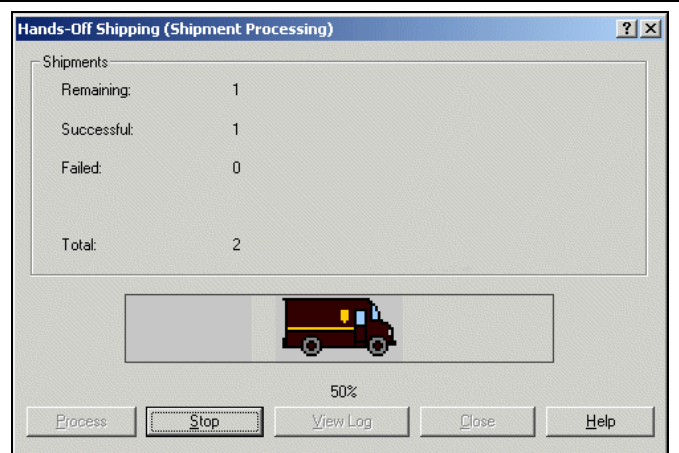 Hands-Off Shipping (Shipment Processing)
Shipments
Remaining: 1
Successful: 1
Failed: 0
Total: 2
50%
Process Stop View Log Close Help